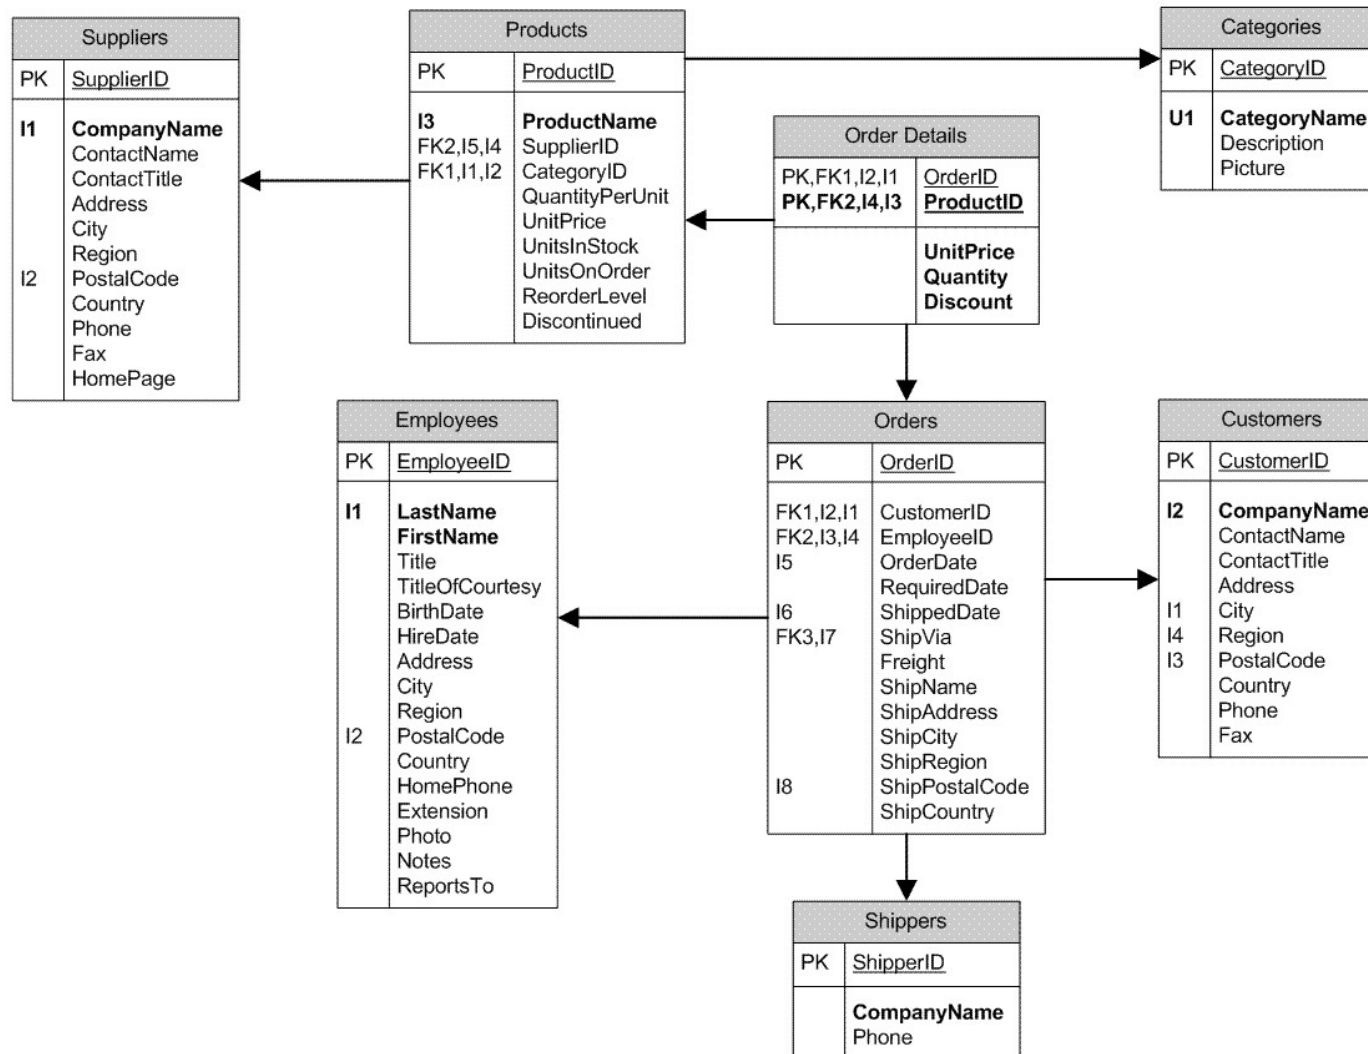 Suppliers
PK SupplierID
I1 CompanyName
ContactName
ContactTitle
Address
City
Region
I2 PostalCode
Country
Phone
Fax
HomePage
Products
PK ProductID
I3 ProductName
FK2,I5,I4 SupplierID
FK1,I1,I2 CategoryID
QuantityPerUnit
UnitPrice
UnitsInStock
UnitsOnOrder
ReorderLevel
Discontinued
Order Details
PK,FK1,I2,I1 OrderID
PK,FK2,I4,I3 ProductID
UnitPrice
Quantity
Discount
Categories
PK CategoryID
U1 CategoryName
Description
Picture
Employees
PK EmployeeID
I1 LastName
FirstName
Title
TitleOfCourtesy
BirthDate
HireDate
Address
City
Region
I2 PostalCode
Country
HomePhone
Extension
Photo
Notes
ReportsTo
Orders
PK OrderID
FK1,I2,I1 CustomerID
FK2,I3,I4 EmployeeID
I5 OrderDate
RequiredDate
I6 ShippedDate
FK3,I7 ShipVia
Freight
ShipName
ShipAddress
ShipCity
ShipRegion
I8 ShipPostalCode
ShipCountry
Customers
PK CustomerID
I2 CompanyName
ContactName
ContactTitle
Address
I1 City
I4 Region
I3 PostalCode
Country
Phone
Fax
Shippers
PK ShipperID
CompanyName
Phone